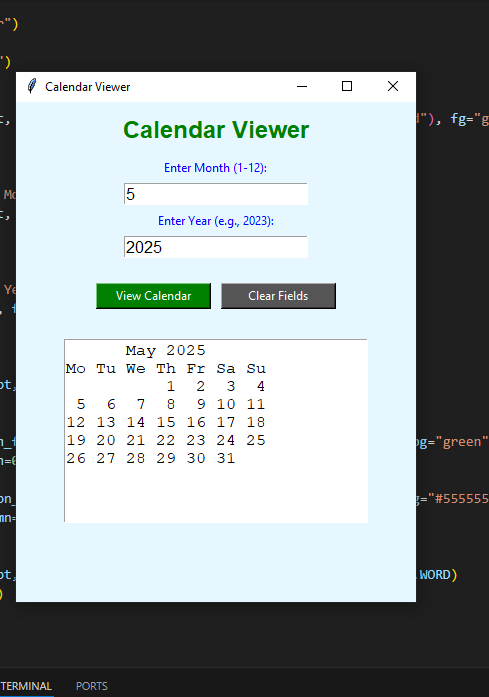 r")
")
Calendar Viewer
Calendar Viewer
t, d"), fg="g
Enter Month (1-12):
Mo
5
t,
Enter Year (e.g., 2023):
2025
Ye
, f
View Calendar Clear Fields
May 2025
Mo Tu We Th Fr Sa Su
1 2 3 4
ot,
5 6 7 8 9 10 11
12 13 14 15 16 17 18
19 20 21 22 23 24 25
n_f bg="green"
26 27 28 29 30 31
n=0
on_ g="#555555
mn=
ot, .WORD)
)
TERMINAL PORTS